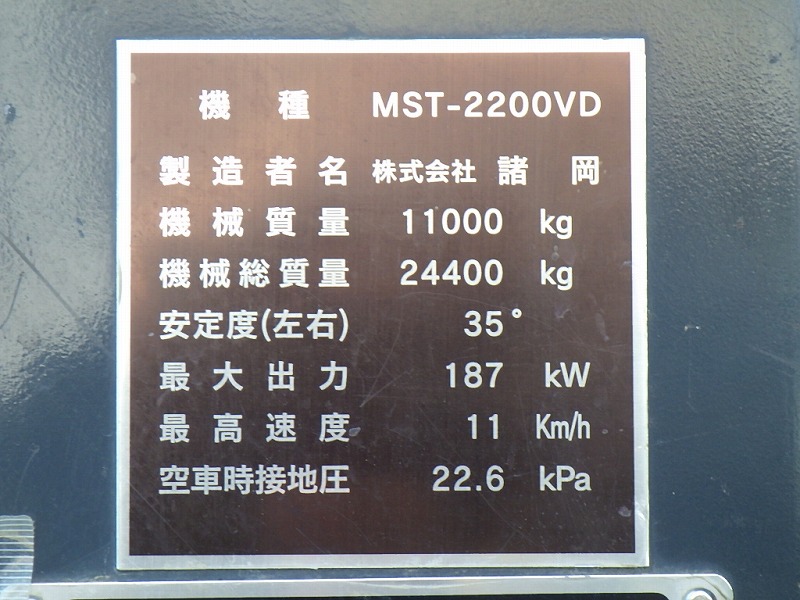 機種 MST-2200VD
製造者名 株式会社 諸岡
機械質量 11000 kg
機械総質量 24400 kg
安定度(左右) 35°
最大出力 187 kW
最高速度 11 Km/h
空車時接地圧 22.6 kPa